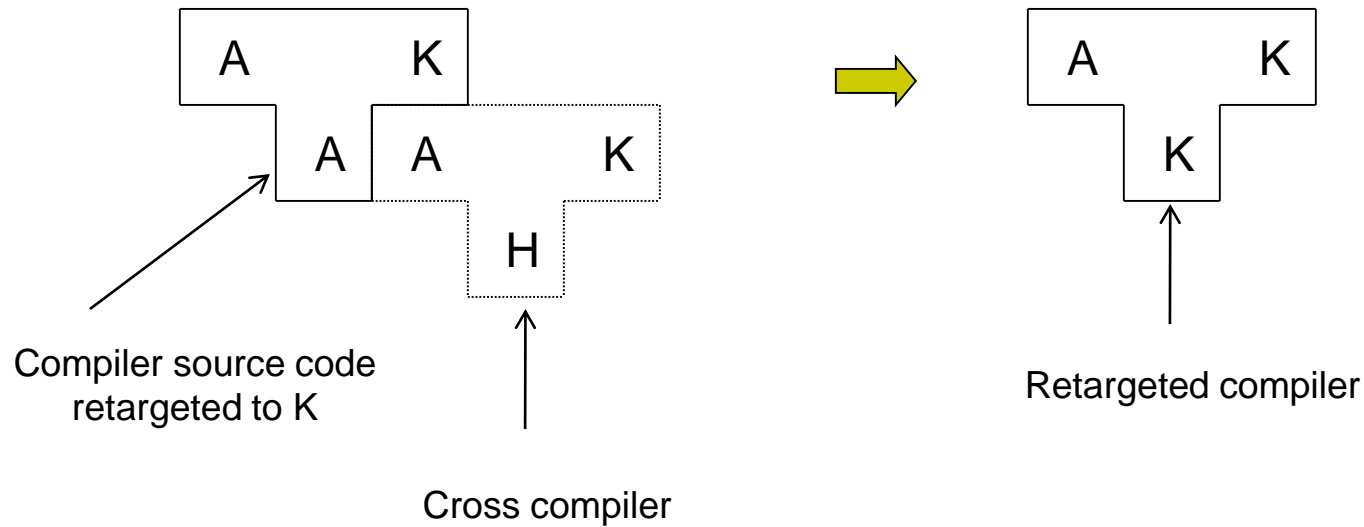 A K
A K
A A K
K
H
Compiler source code
retargeted to K
Retargeted compiler
Cross compiler